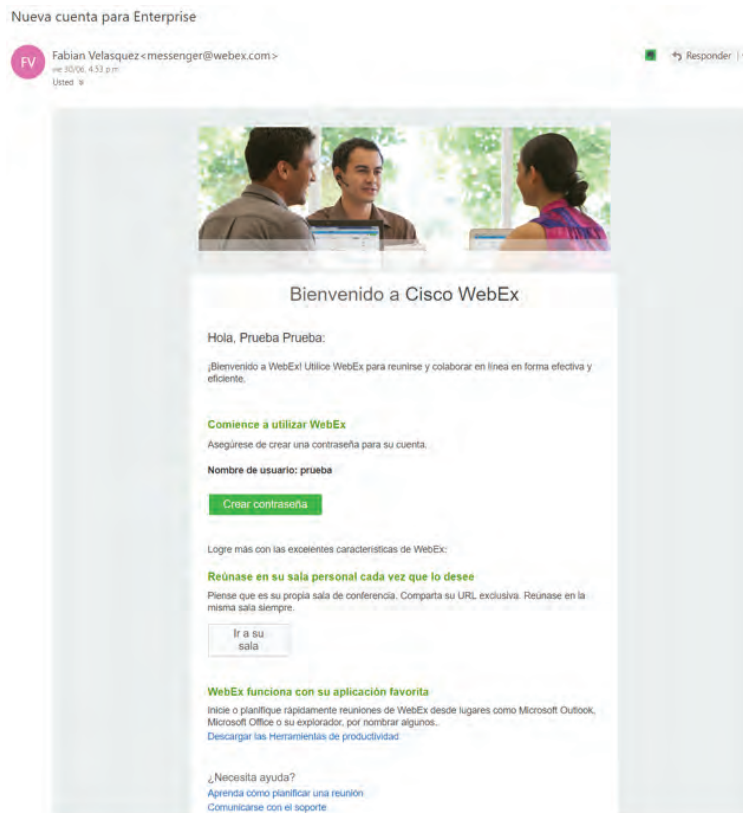 Nueva cuenta para Enterprise
FV
Fabian Velasquez<messenger@webex.com>
vie 30/06, 4:53 p.m.
Usted
Responder
Bienvenido a Cisco WebEx
Hola, Prueba Prueba:
¡Bienvenido a WebEx! Utilice WebEx para reunirse y colaborar en línea en forma efectiva y
eficiente.
Comience a utilizar WebEx
Asegúrese de crear una contraseña para su cuenta.
Nombre de usuario: prueba
Crear contraseña
Logre más con las excelentes características de WebEx:
Reúnase en su sala personal cada vez que lo desee
Piense que es su propia sala de conferencia. Comparta su URL exclusiva. Reúnase en la
misma sala siempre.
Ir a su
sala
WebEx funciona con su aplicación favorita
Inicie o planifique rápidamente reuniones de WebEx desde lugares como Microsoft Outlook,
Microsoft Office o su explorador, por nombrar algunos.
Descargar las Herramientas de productividad
¿Necesita ayuda?
Aprenda cómo planificar una reunión
Comunicarse con el soporte